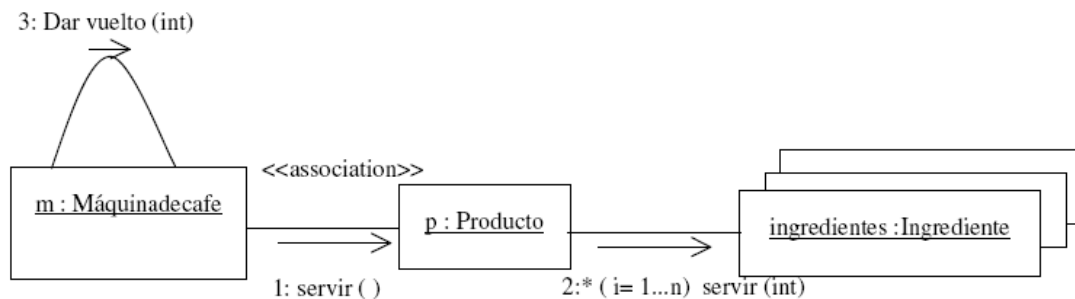 3: Dar vuelto (int)
<<association>>
m : Máquinadecafe
p : Producto
ingredientes :Ingrediente
1: servir ( )
2:* ( i= 1...n)  servir (int)